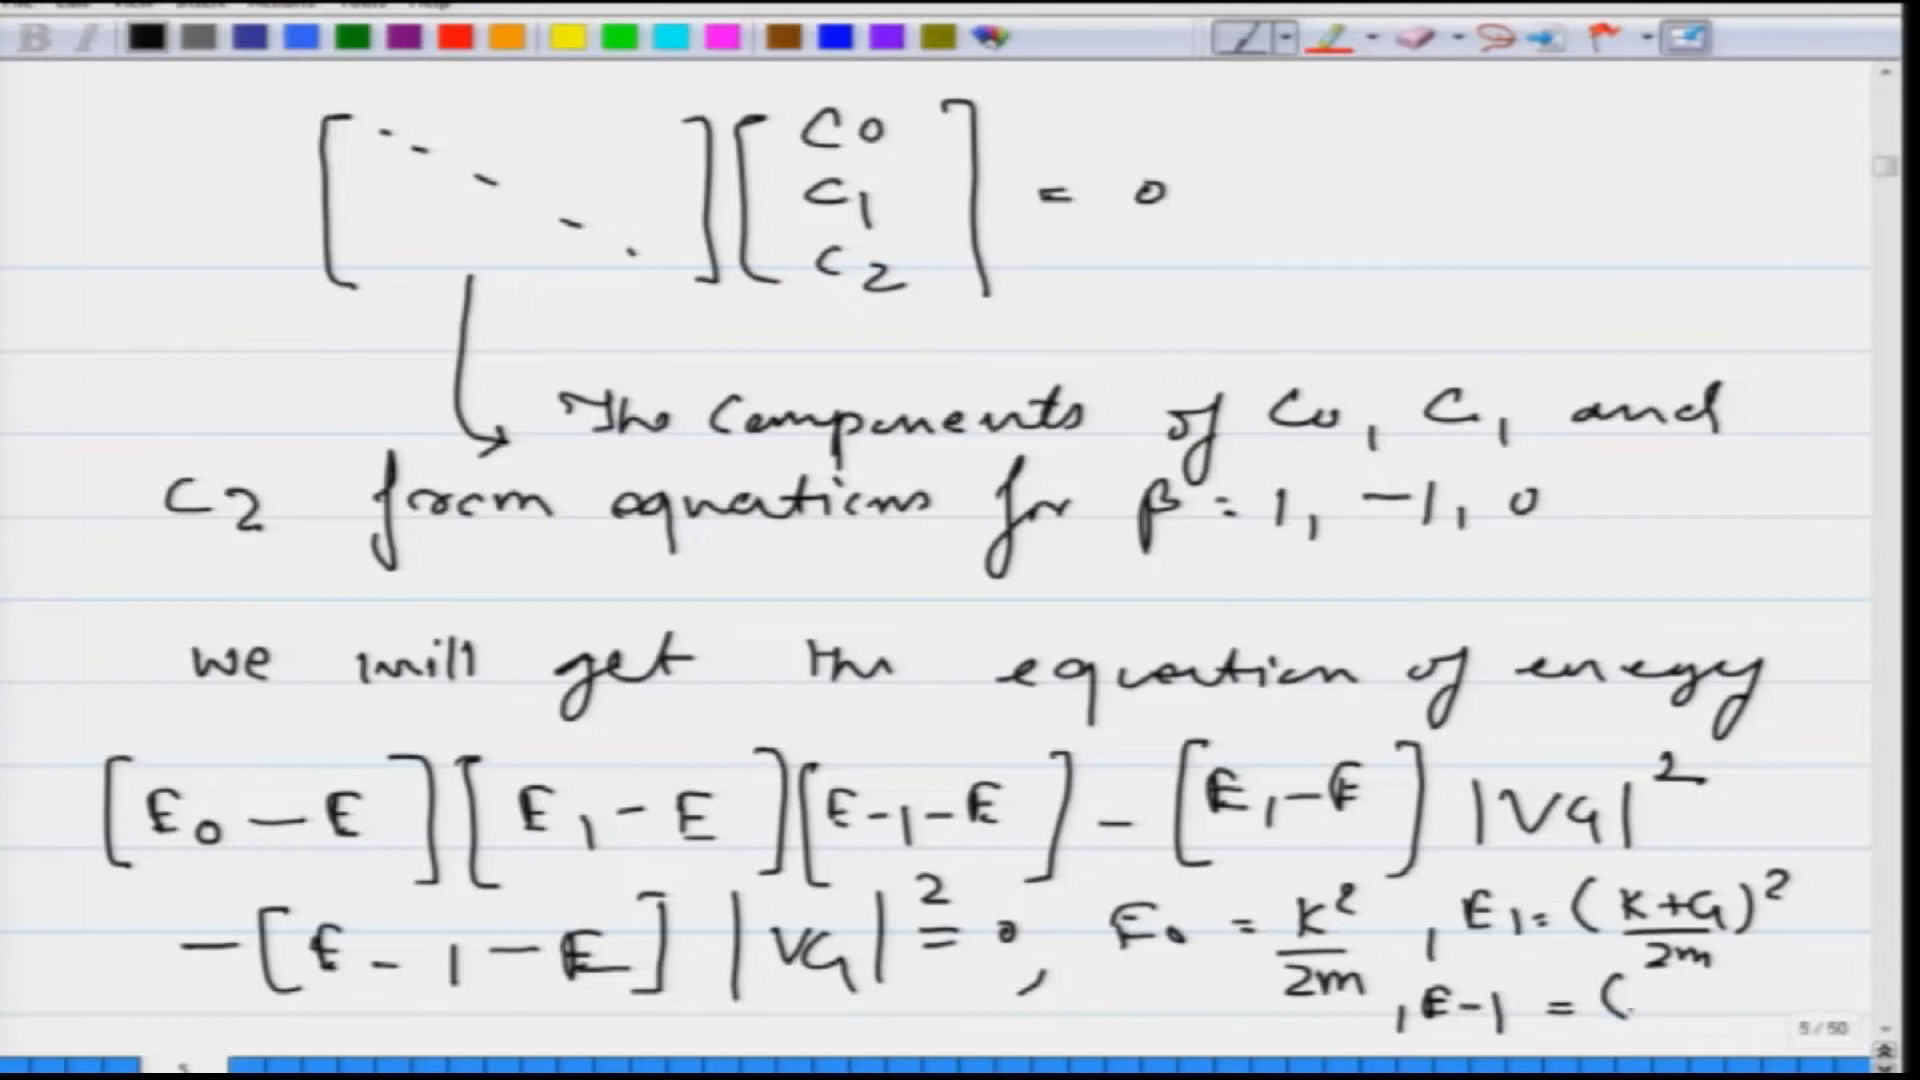 B I
[ ] [ C0 C1 C2 ] = 0
The Components of C0, C1, and
C2 from equations for β = 1, -1, 0
we will get the equation of energy
[E0 - E] [E1 - E] [E-1 - E] - [E1 - E] |VG|²
- [E-1 - E] |VG|² = 0, E0 = K²/2m, E1 = (K+G)²/2m
, E-1 = (
5 / 50
5